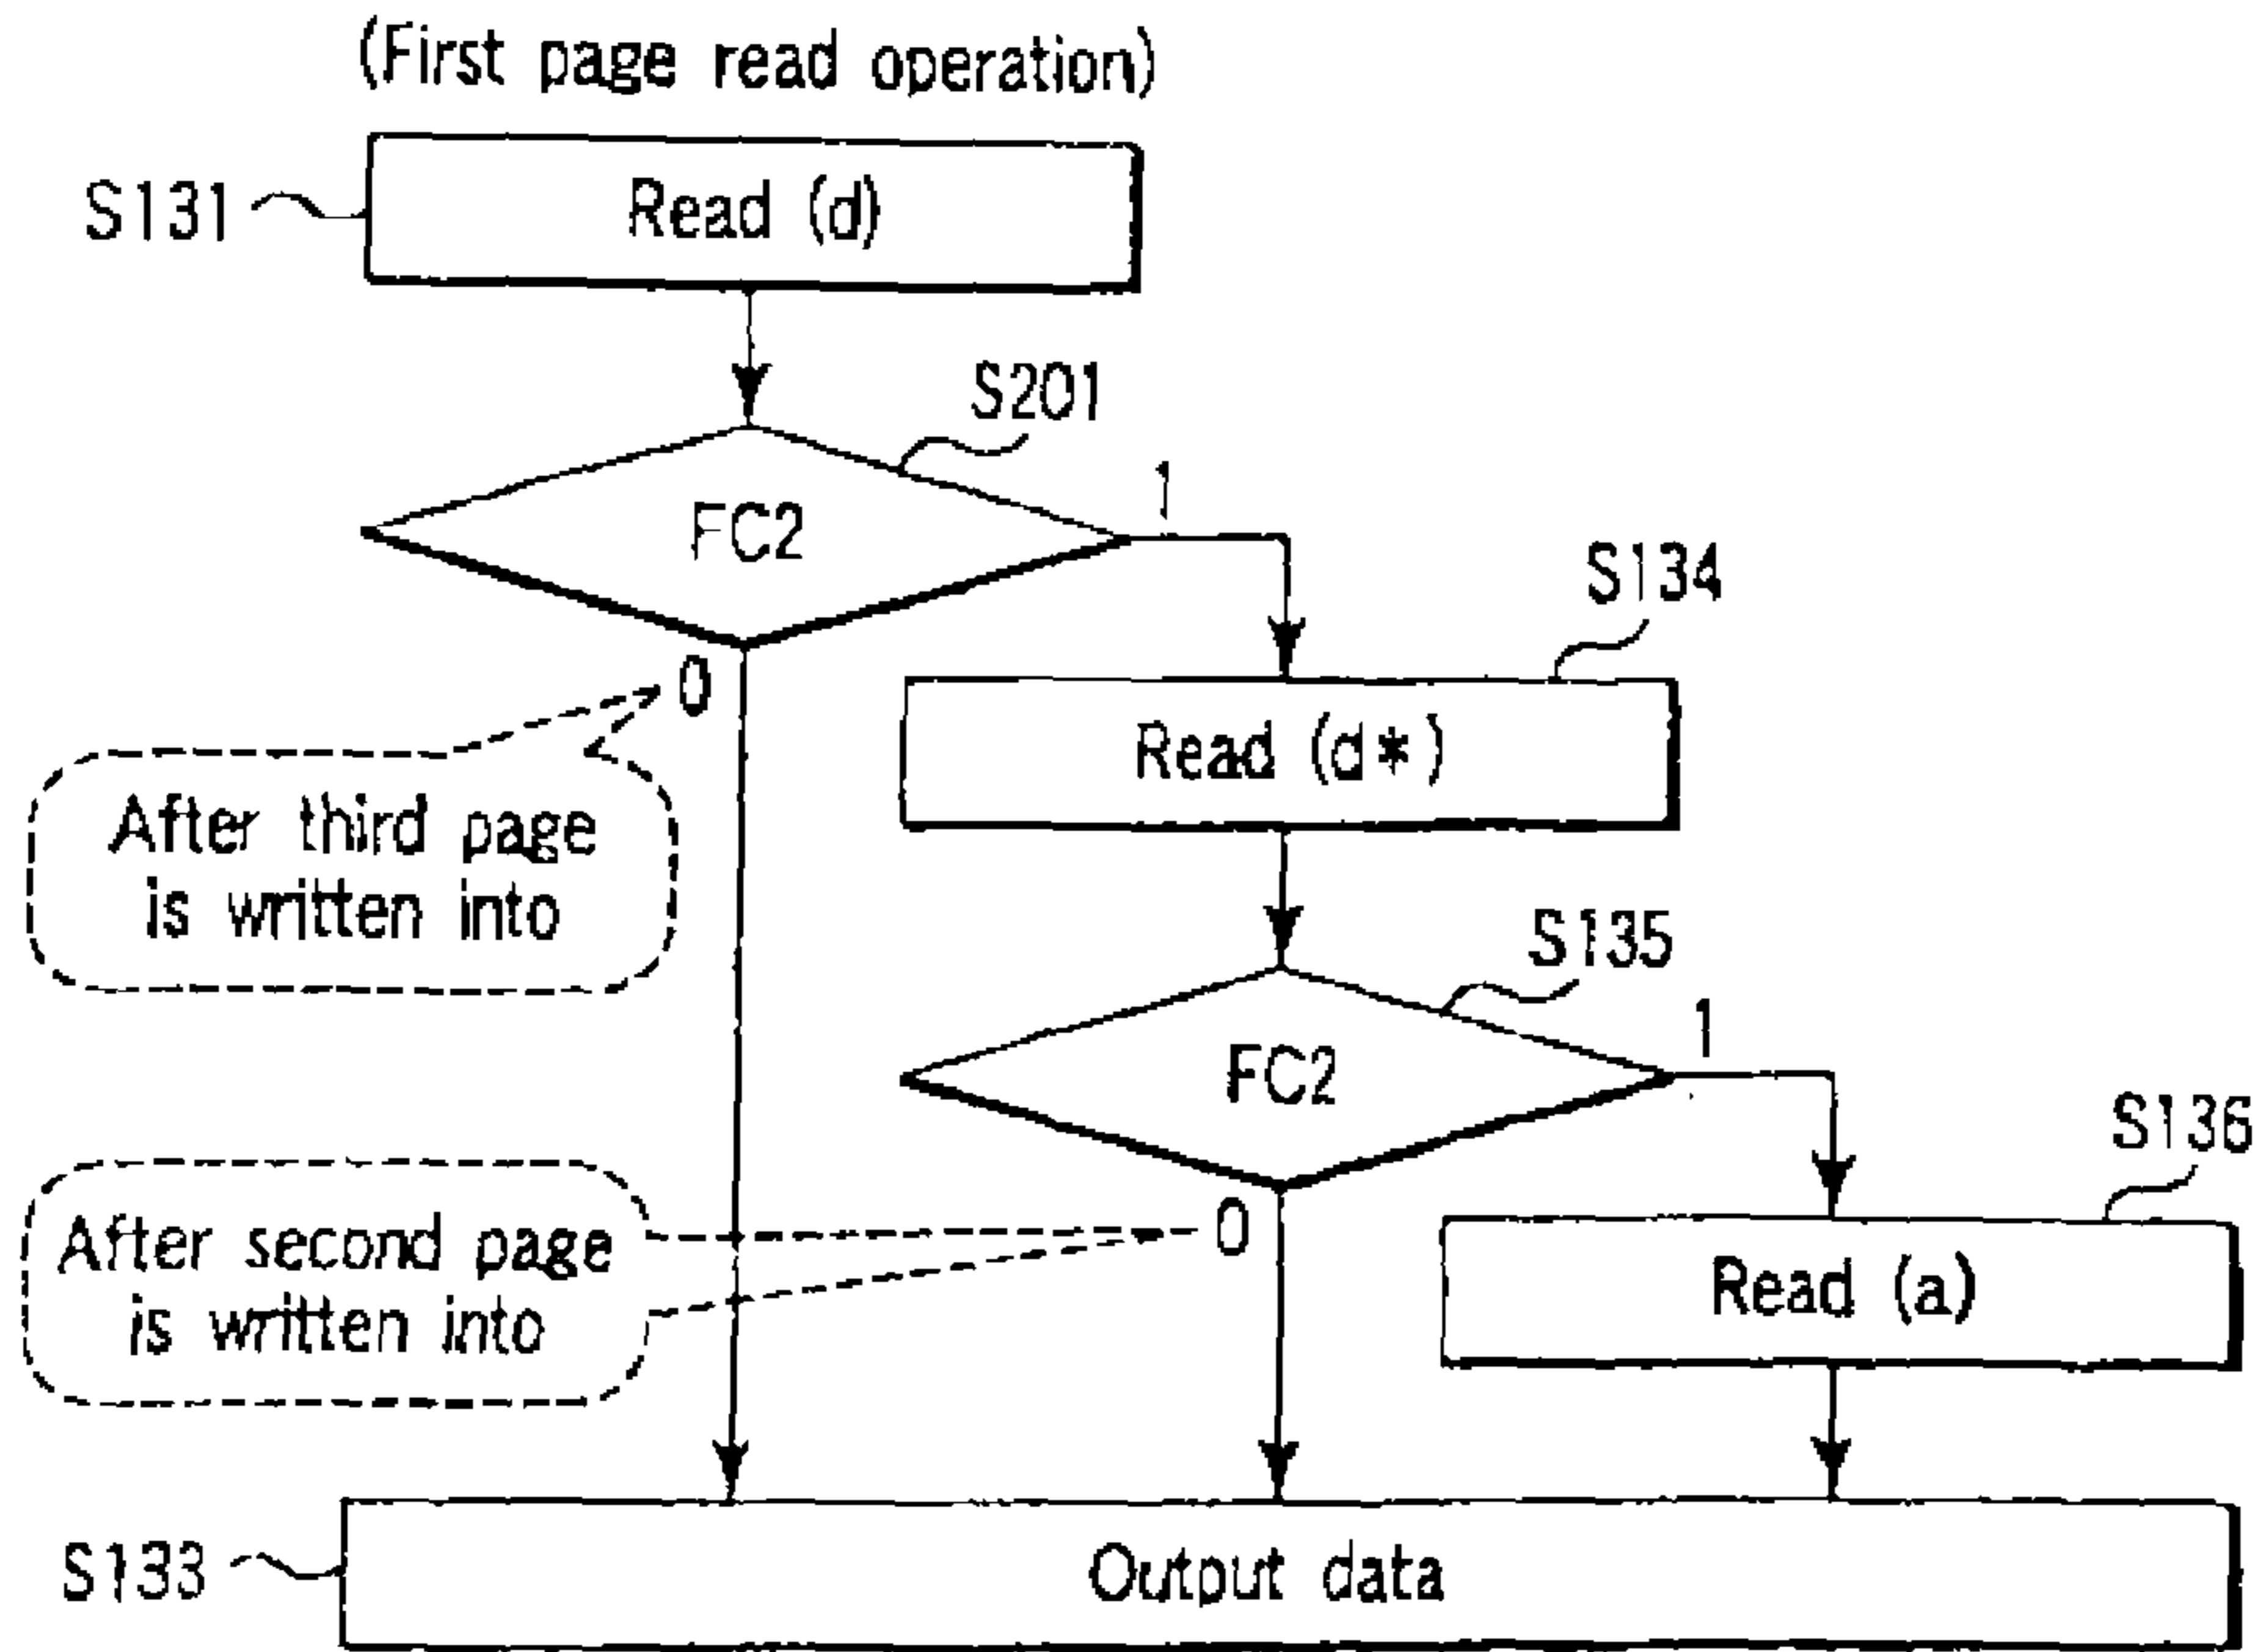 (First page read operation)
S131
Read (d)
S201
FC2
1
0
S134
Read (d*)
After third page
is written into
S135
FC2
1
0
S136
Read (a)
After second page
is written into
S133
Output data